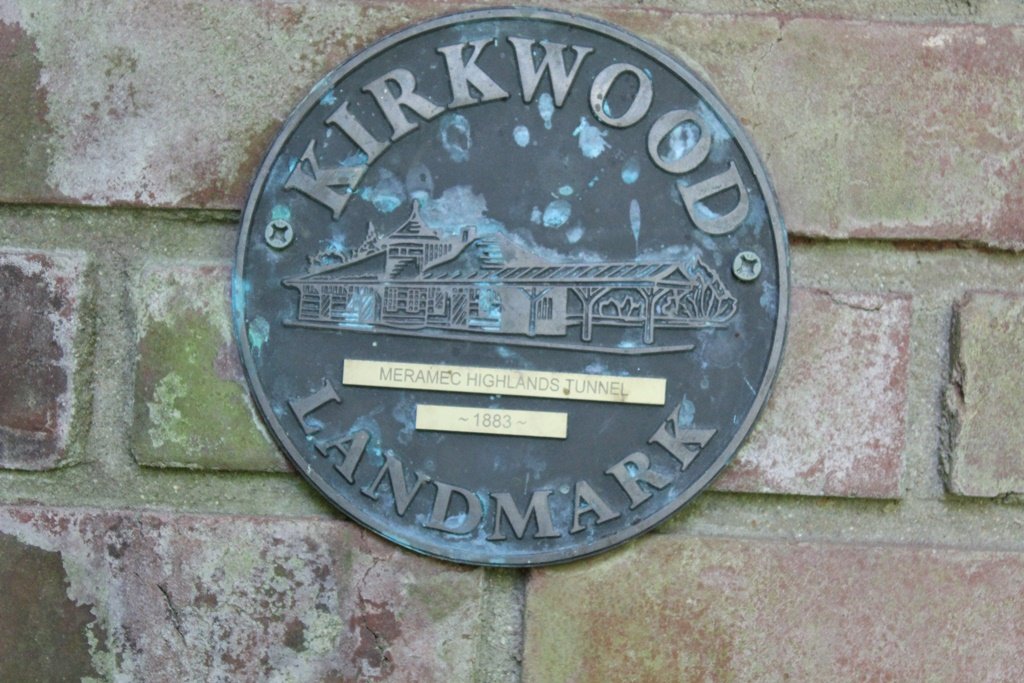 KIRKWOOD
MERAMEC HIGHLANDS TUNNEL
~ 1883 ~
LANDMARK